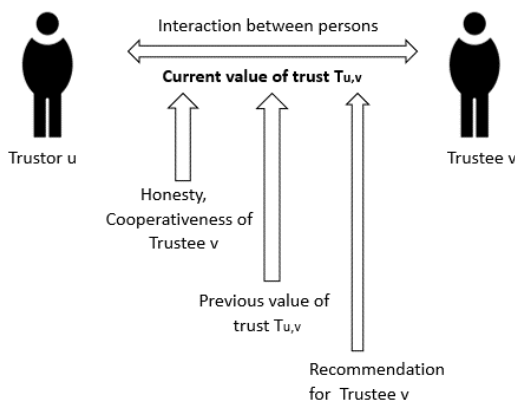 Interaction between persons
Current value of trust Tu,v
Trustor u
Trustee v
Honesty,
Cooperativeness of
Trustee v
Previous value of
trust Tu,v
Recommendation
for Trustee v